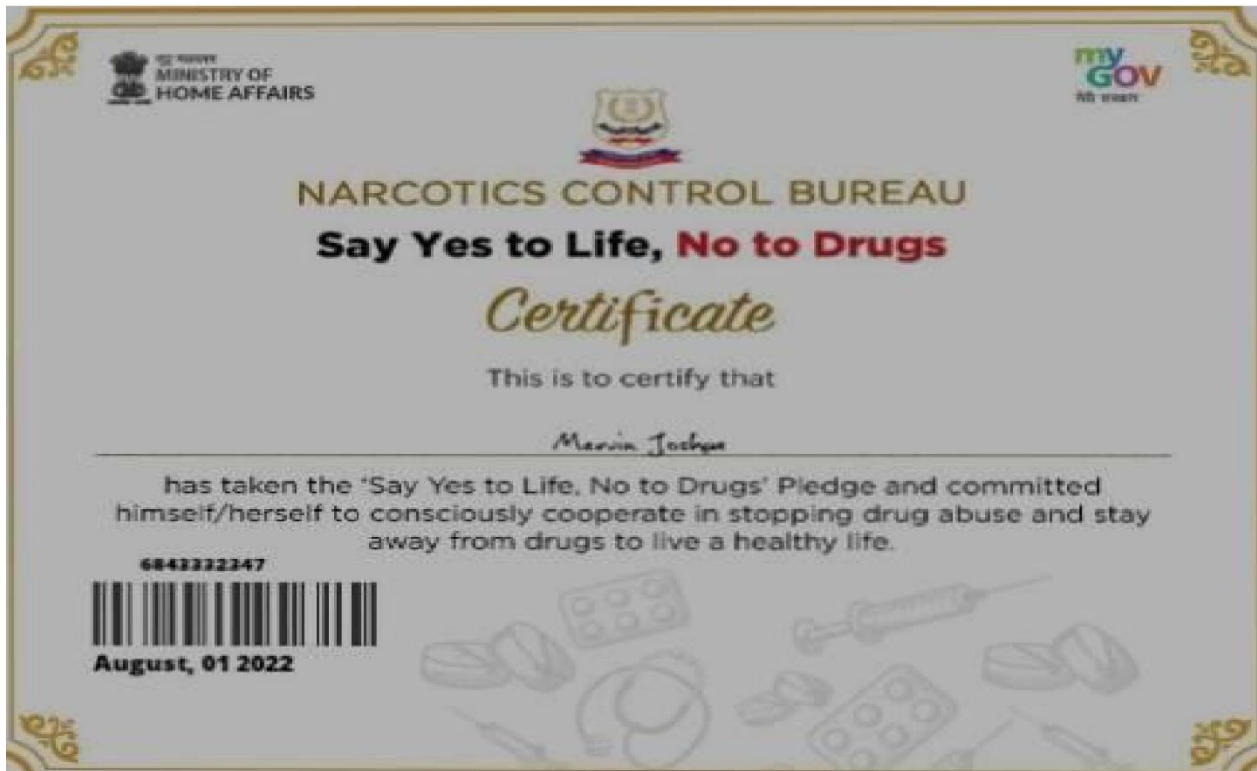 MINISTRY OF
HOME AFFAIRS
my
GOV
NARCOTICS CONTROL BUREAU
Say Yes to Life, No to Drugs
Certificate
This is to certify that
Mervin Joshua
has taken the 'Say Yes to Life, No to Drugs' Pledge and committed
himself/herself to consciously cooperate in stopping drug abuse and stay
away from drugs to live a healthy life.
6843332347
August, 01 2022